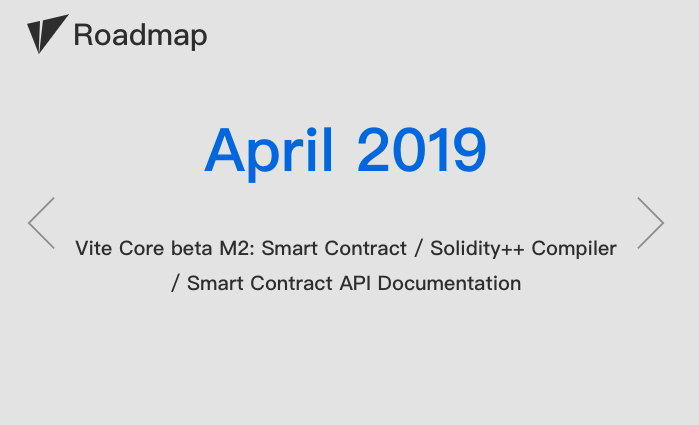 Roadmap
April 2019
Vite Core beta M2: Smart Contract / Solidity++ Compiler
/ Smart Contract API Documentation